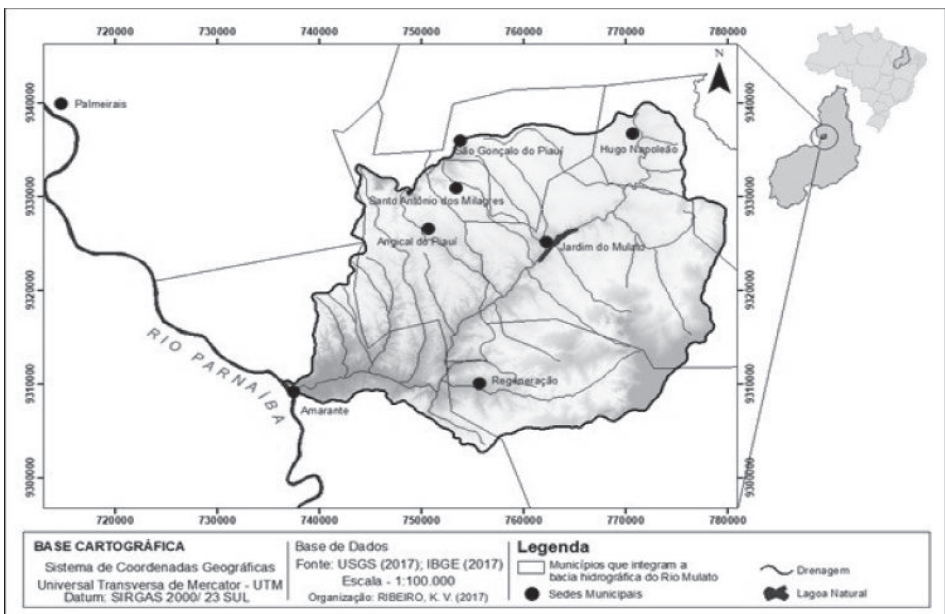 720000 730000 740000 750000 760000 770000 780000
N
9340000
9340000
Palmeirais
São Gonçalo do Piauí
Hugo Napoleão
9330000
9330000
Santo Antônio dos Milagres
Angical do Piauí
Jardim do Mulato
9320000
9320000
RIO PARNAÍBA
9310000
9310000
Regeneração
Amarante
9300000
9300000
720000 730000 740000 750000 760000 770000 780000
BASE CARTOGRÁFICA
Sistema de Coordenadas Geográficas
Universal Transversa de Mercator - UTM
Datum: SIRGAS 2000/ 23 SUL
Base de Dados
Fonte: USGS (2017); IBGE (2017)
Escala - 1:100.000
Organização: RIBEIRO, K. V. (2017)
Legenda
Municípios que integram a
bacia hidrográfica do Rio Mulato
Sedes Municipais
Drenagem
Lagoa Natural